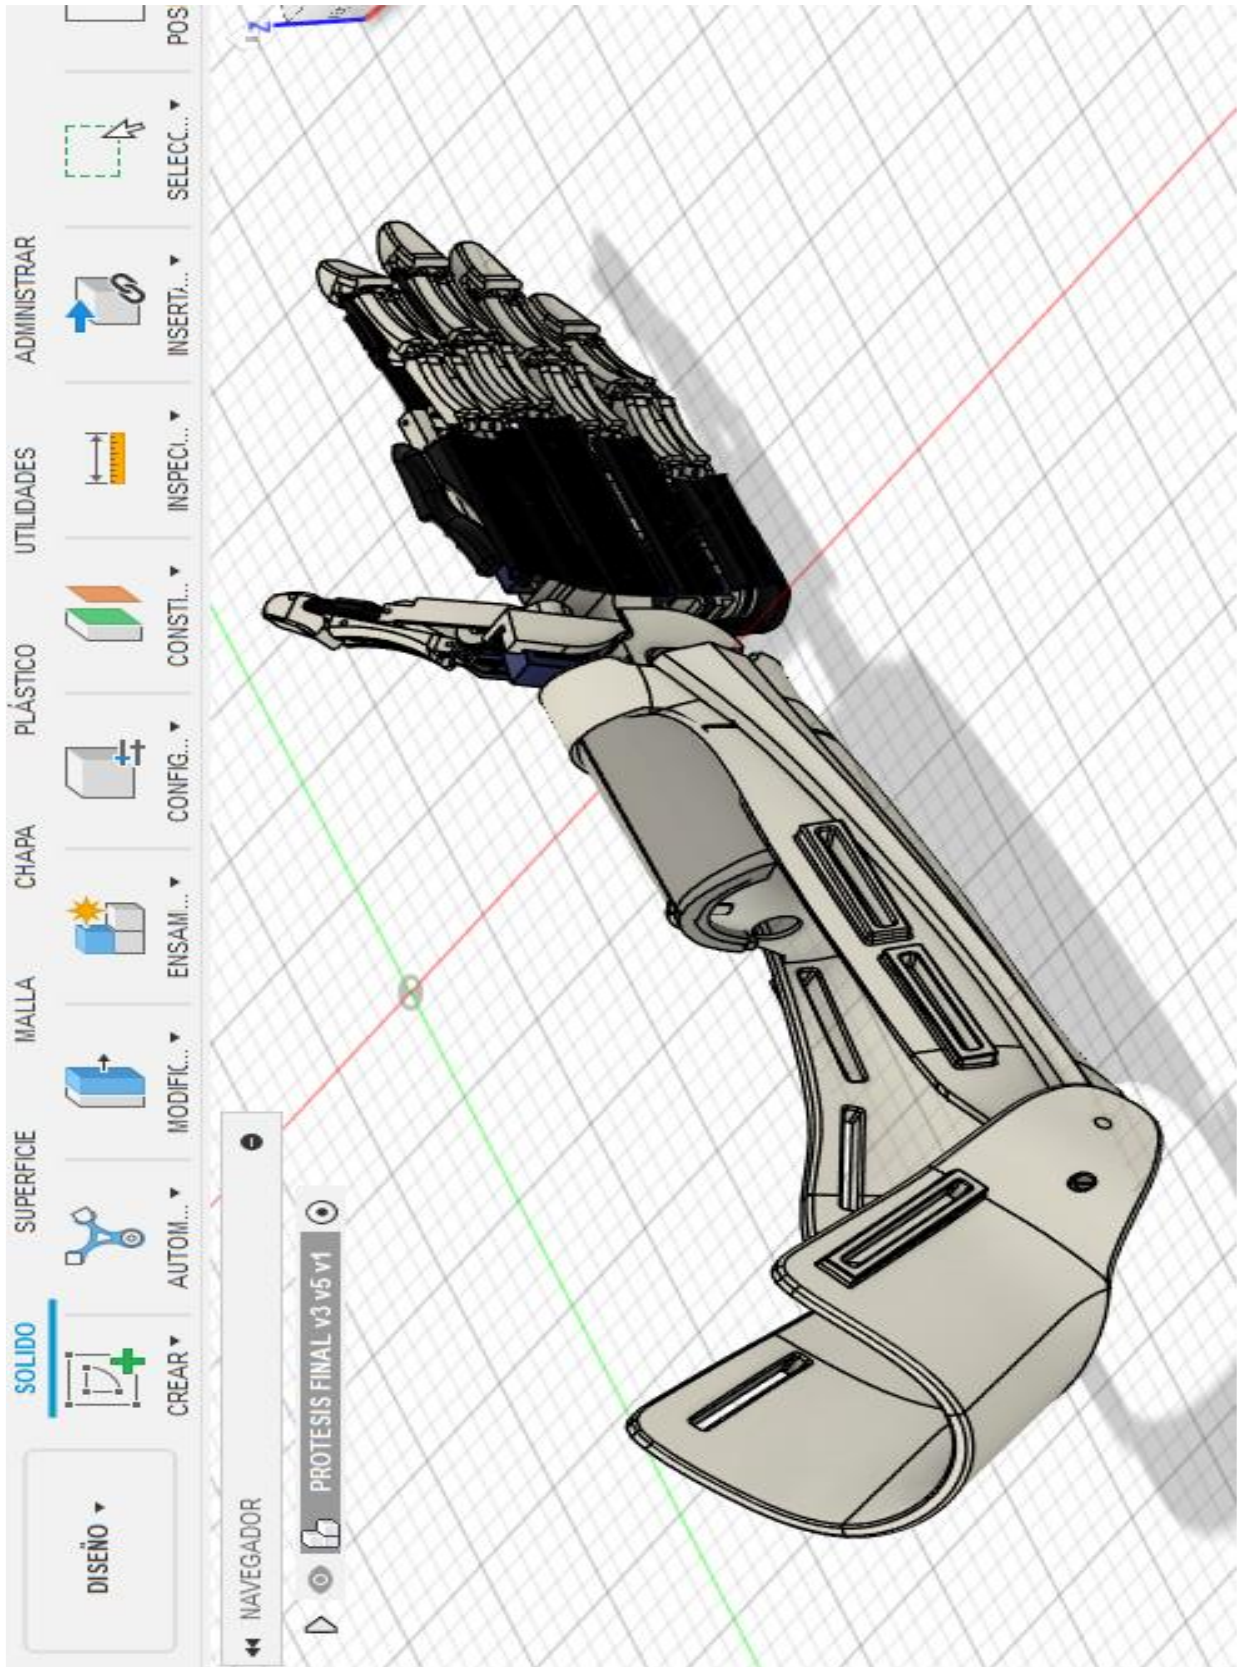 SOLIDO SUPERFICIE MALLA CHAPA PLÁSTICO UTILIDADES ADMINISTRAR
DISEÑO
CREAR AUTOM... MODIFIC... ENSAM... CONFIG... CONSTI... INSPECI... INSERTA... SELECC... POS
NAVEGADOR
PROTESIS FINAL v3 v5 v1
Z